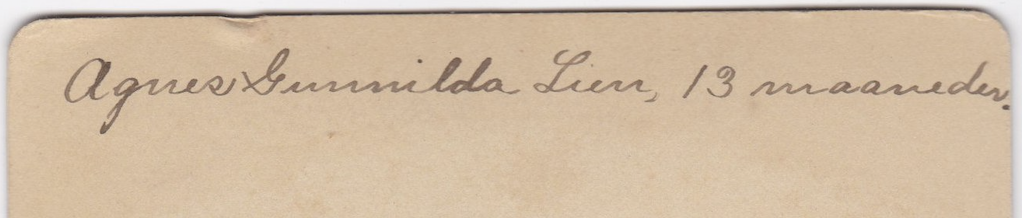 Agnes Gunnilda Lien, 13 maaneder.